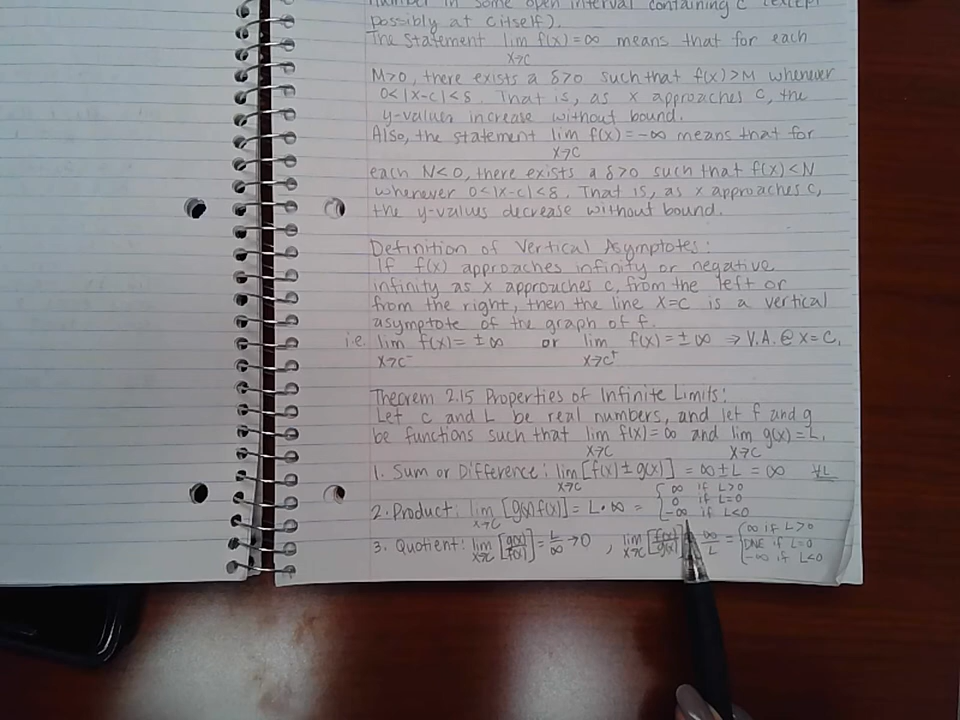 number in some open interval containing c (except
possibly at c itself).
The statement lim f(x) = ∞ means that for each
x→c
M>0, there exists a δ>0 such that f(x)>M whenever
0<|x-c|<δ. That is, as x approaches c, the
y-values increase without bound.
Also, the statement lim f(x) = -∞ means that for
x→c
each N<0, there exists a δ>0 such that f(x)<N
whenever 0<|x-c|<δ. That is, as x approaches c,
the y-values decrease without bound.
Definition of Vertical Asymptotes:
If f(x) approaches infinity or negative
infinity as x approaches c, from the left or
from the right, then the line x=c is a vertical
asymptote of the graph of f.
i.e. lim f(x) = ±∞ or lim f(x) = ±∞ ⇒ V.A. @ x=c.
x→c⁻ x→c⁺
Theorem 2.15 Properties of Infinite Limits:
Let c and L be real numbers, and let f and g
be functions such that lim f(x) = ∞ and lim g(x) = L.
x→c x→c
1. Sum or Difference: lim [f(x) ± g(x)] = ∞ ± L = ∞ ∀L
x→c
2. Product: lim [g(x)f(x)] = L·∞ = { ∞ if L>0
0 if L=0
-∞ if L<0
x→c
3. Quotient: lim [g(x)/f(x)] = L/∞ → 0 , lim [f(x)/g(x)] ∞/L = { ∞ if L>0
DNE if L=0
-∞ if L<0
x→c x→c